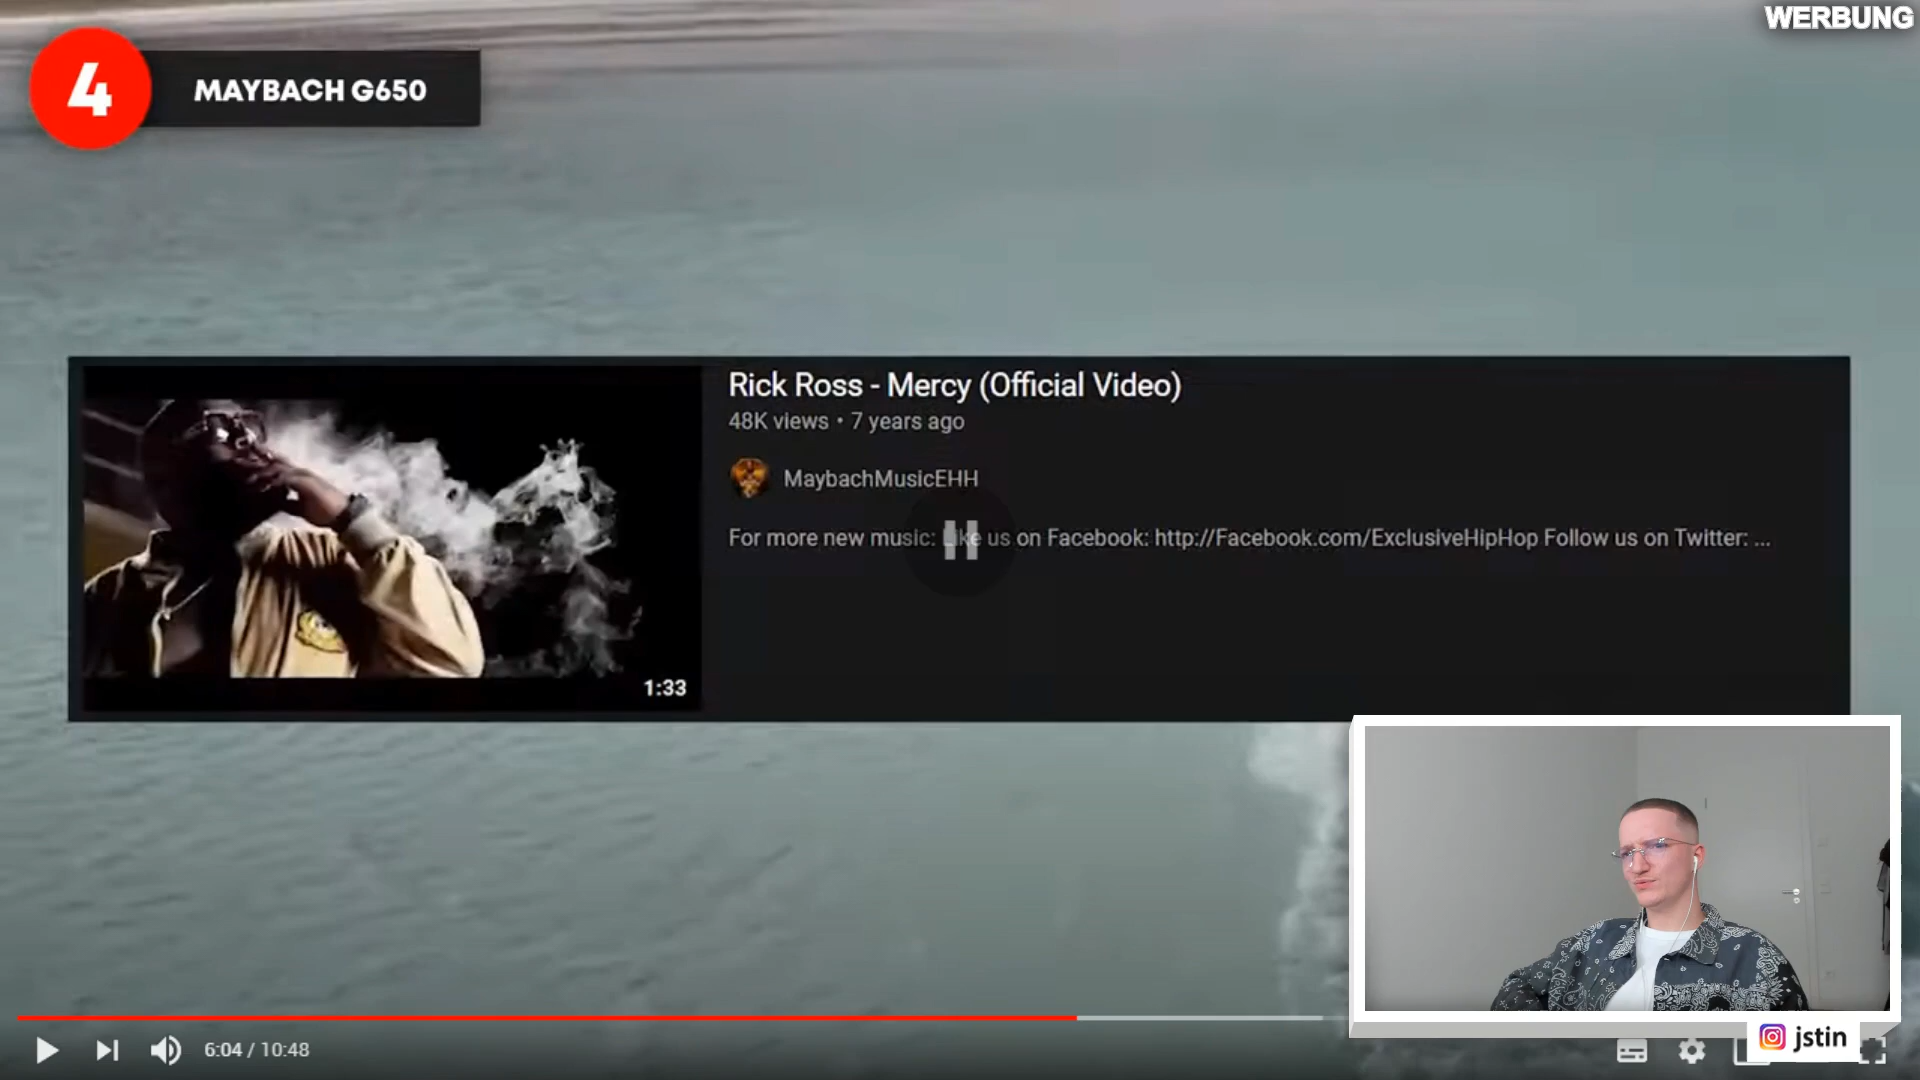 WERBUNG
4
MAYBACH G650
Rick Ross - Mercy (Official Video)
48K views • 7 years ago
MaybachMusicEHH
For more new music: Like us on Facebook: http://Facebook.com/ExclusiveHipHop Follow us on Twitter: ...
1:33
6:04 / 10:48
jstin